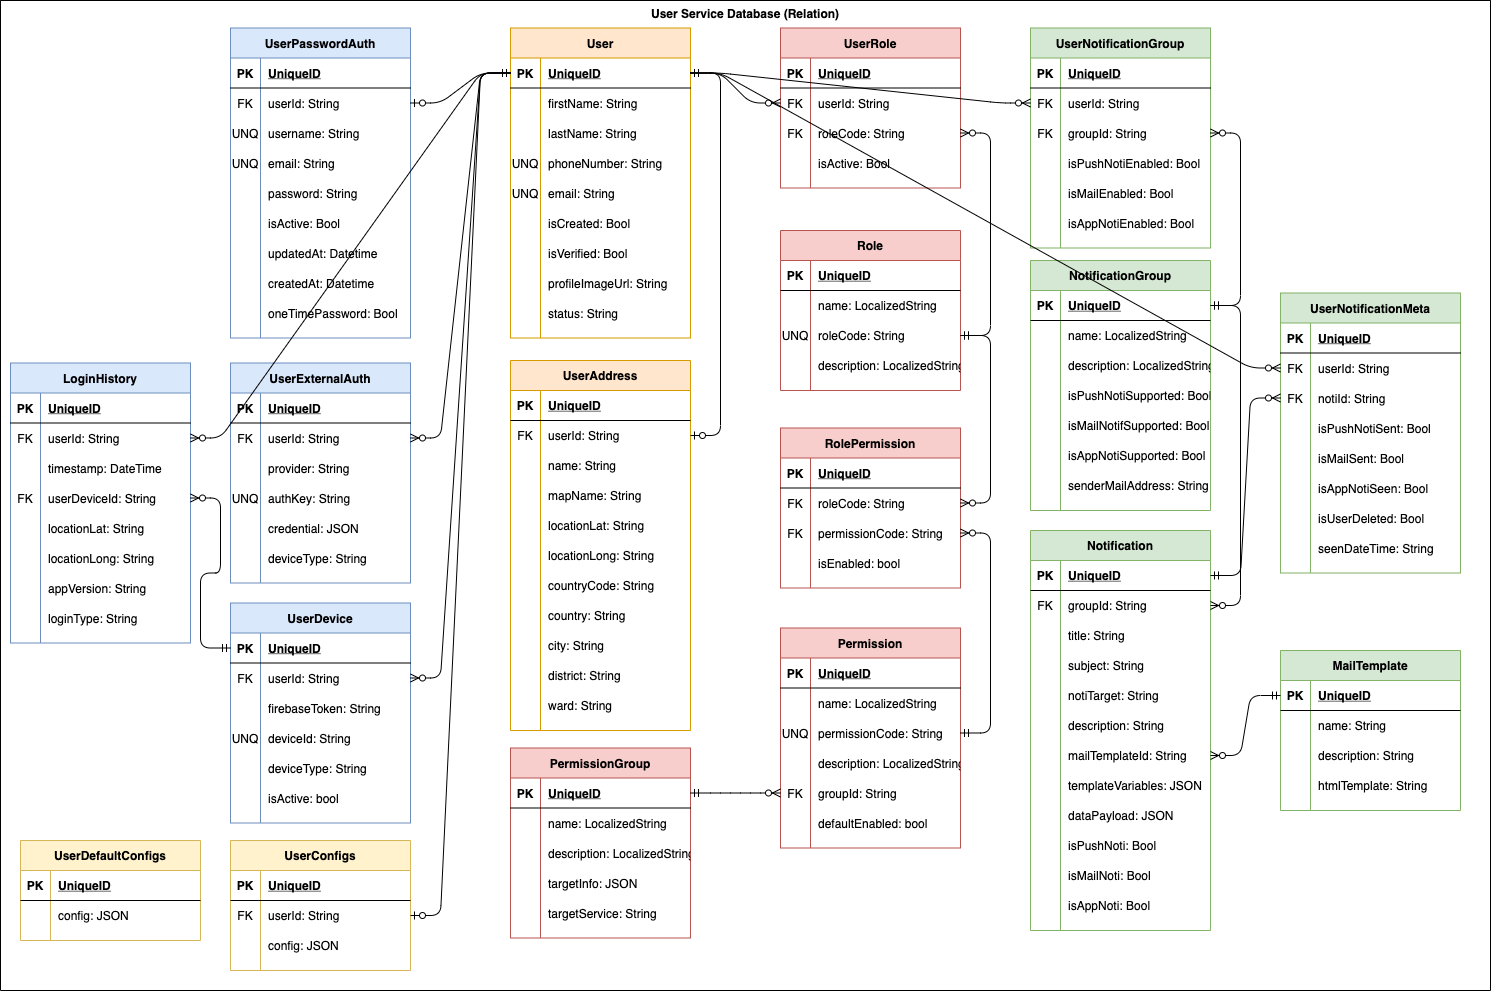 User Service Database (Relation)
UserPasswordAuth
PK UniqueID
FK userId: String
UNQ username: String
UNQ email: String
password: String
isActive: Bool
updatedAt: Datetime
createdAt: Datetime
oneTimePassword: Bool
User
PK UniqueID
firstName: String
lastName: String
UNQ phoneNumber: String
UNQ email: String
isCreated: Bool
isVerified: Bool
profileImageUrl: String
status: String
UserRole
PK UniqueID
FK userId: String
FK roleCode: String
isActive: Bool
UserNotificationGroup
PK UniqueID
FK userId: String
FK groupId: String
isPushNotiEnabled: Bool
isMailEnabled: Bool
isAppNotiEnabled: Bool
Role
PK UniqueID
name: LocalizedString
UNQ roleCode: String
description: LocalizedString
NotificationGroup
PK UniqueID
name: LocalizedString
description: LocalizedString
isPushNotiSupported: Bool
isMailNotifSupported: Bool
isAppNotiSupported: Bool
senderMailAddress: String
UserNotificationMeta
PK UniqueID
FK userId: String
FK notiId: String
isPushNotiSent: Bool
isMailSent: Bool
isAppNotiSeen: Bool
isUserDeleted: Bool
seenDateTime: String
LoginHistory
PK UniqueID
FK userId: String
timestamp: DateTime
FK userDeviceId: String
locationLat: String
locationLong: String
appVersion: String
loginType: String
UserExternalAuth
PK UniqueID
FK userId: String
provider: String
UNQ authKey: String
credential: JSON
deviceType: String
UserAddress
PK UniqueID
FK userId: String
name: String
mapName: String
locationLat: String
locationLong: String
countryCode: String
country: String
city: String
district: String
ward: String
RolePermission
PK UniqueID
FK roleCode: String
FK permissionCode: String
isEnabled: bool
Notification
PK UniqueID
FK groupId: String
title: String
subject: String
notiTarget: String
description: String
mailTemplateId: String
templateVariables: JSON
dataPayload: JSON
isPushNoti: Bool
isMailNoti: Bool
isAppNoti: Bool
UserDevice
PK UniqueID
FK userId: String
firebaseToken: String
UNQ deviceId: String
deviceType: String
isActive: bool
Permission
PK UniqueID
name: LocalizedString
UNQ permissionCode: String
description: LocalizedString
FK groupId: String
defaultEnabled: bool
MailTemplate
PK UniqueID
name: String
description: String
htmlTemplate: String
PermissionGroup
PK UniqueID
name: LocalizedString
description: LocalizedString
targetInfo: JSON
targetService: String
UserDefaultConfigs
PK UniqueID
config: JSON
UserConfigs
PK UniqueID
FK userId: String
config: JSON